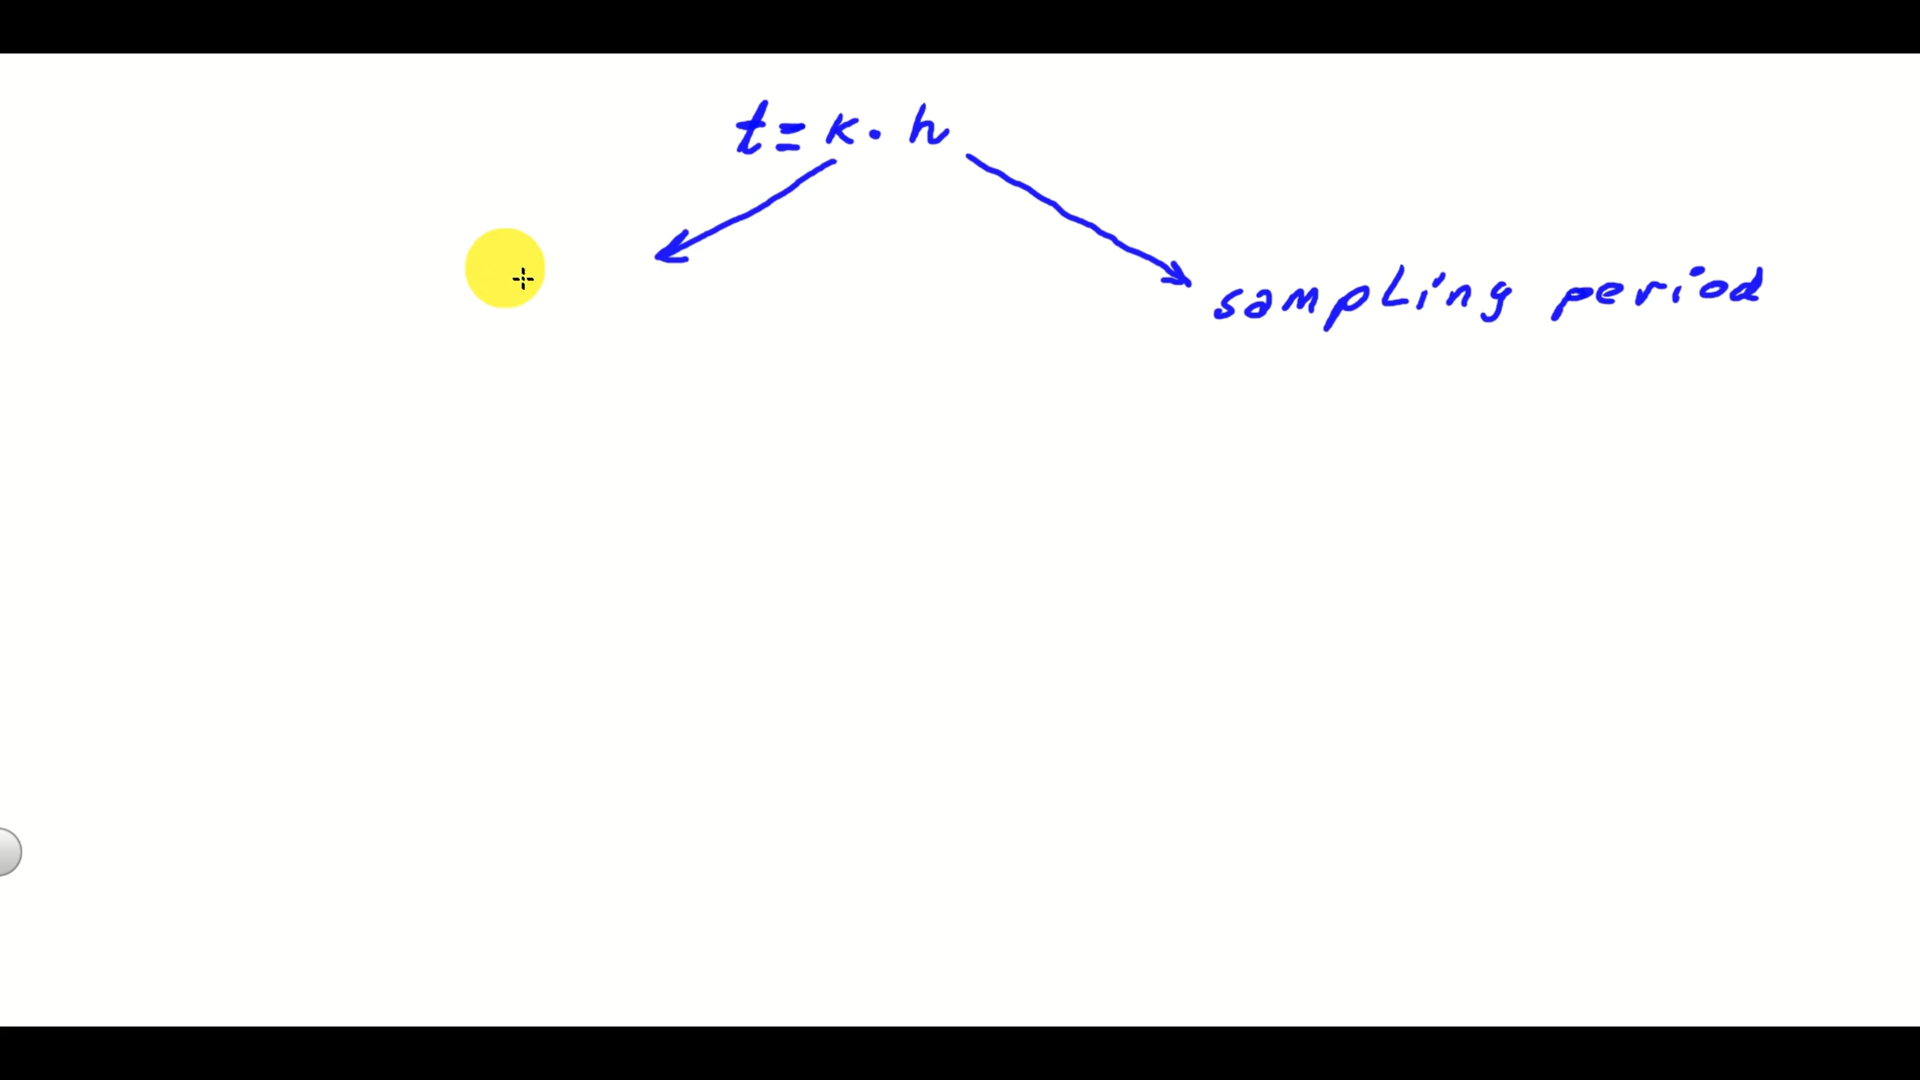 t = k · h
sampling period